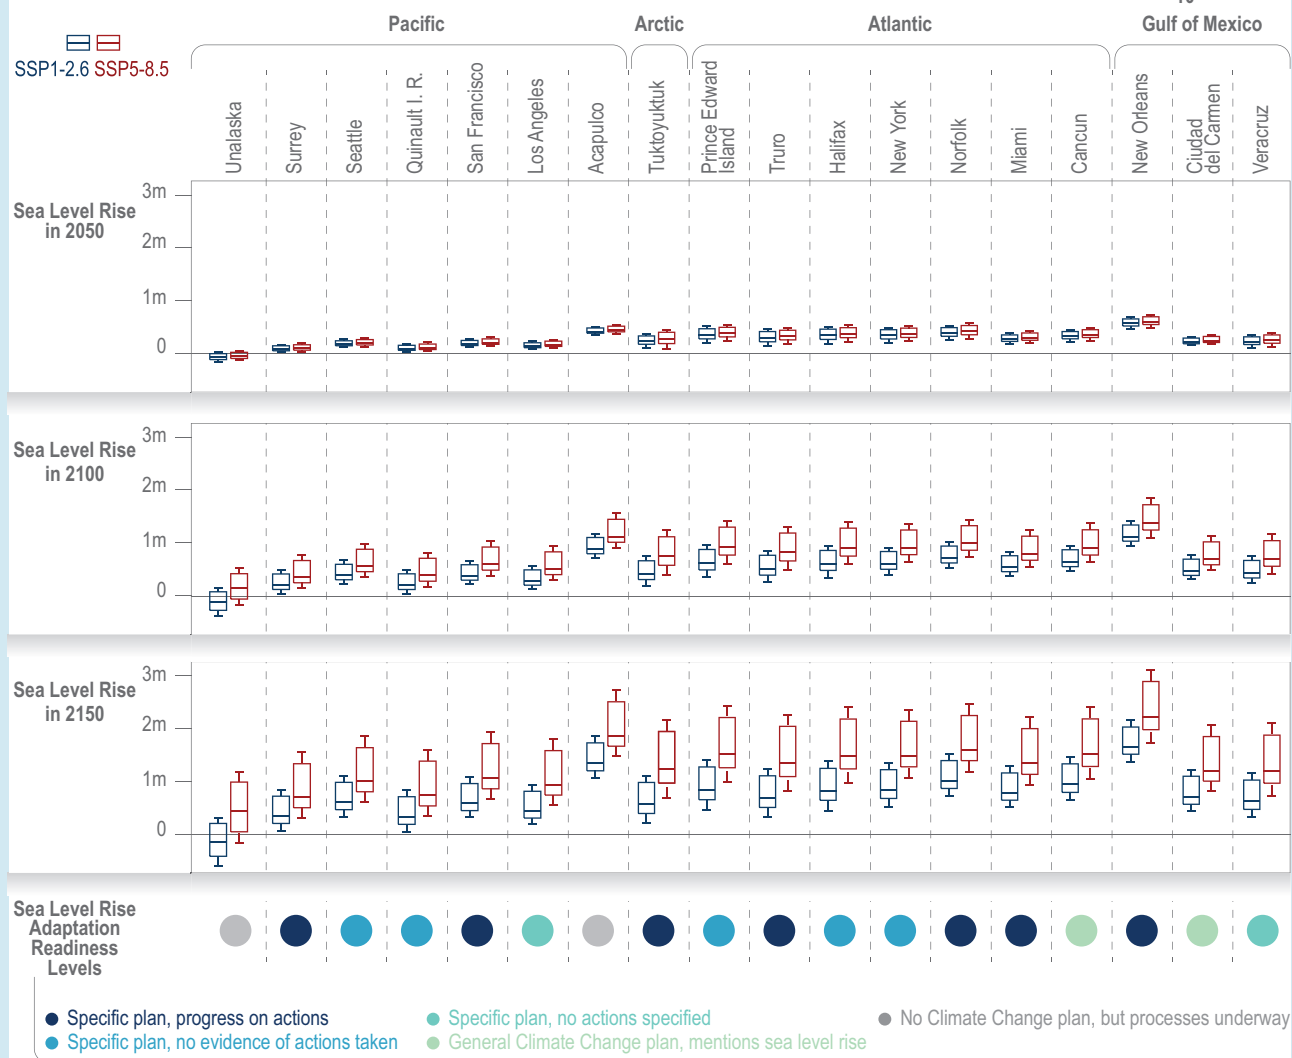 Pacific
Arctic
Atlantic
Gulf of Mexico
SSP1-2.6 SSP5-8.5
Unalaska
Surrey
Seattle
Quinault I. R.
San Francisco
Los Angeles
Acapulco
Tuktoyuktuk
Prince Edward
Island
Truro
Halifax
New York
Norfolk
Miami
Cancun
New Orleans
Ciudad
del Carmen
Veracruz
Sea Level Rise
in 2050
3m
2m
1m
0
Sea Level Rise
in 2100
3m
2m
1m
0
Sea Level Rise
in 2150
3m
2m
1m
0
Sea Level Rise
Adaptation
Readiness
Levels
Specific plan, progress on actions
Specific plan, no evidence of actions taken
Specific plan, no actions specified
General Climate Change plan, mentions sea level rise
No Climate Change plan, but processes underway